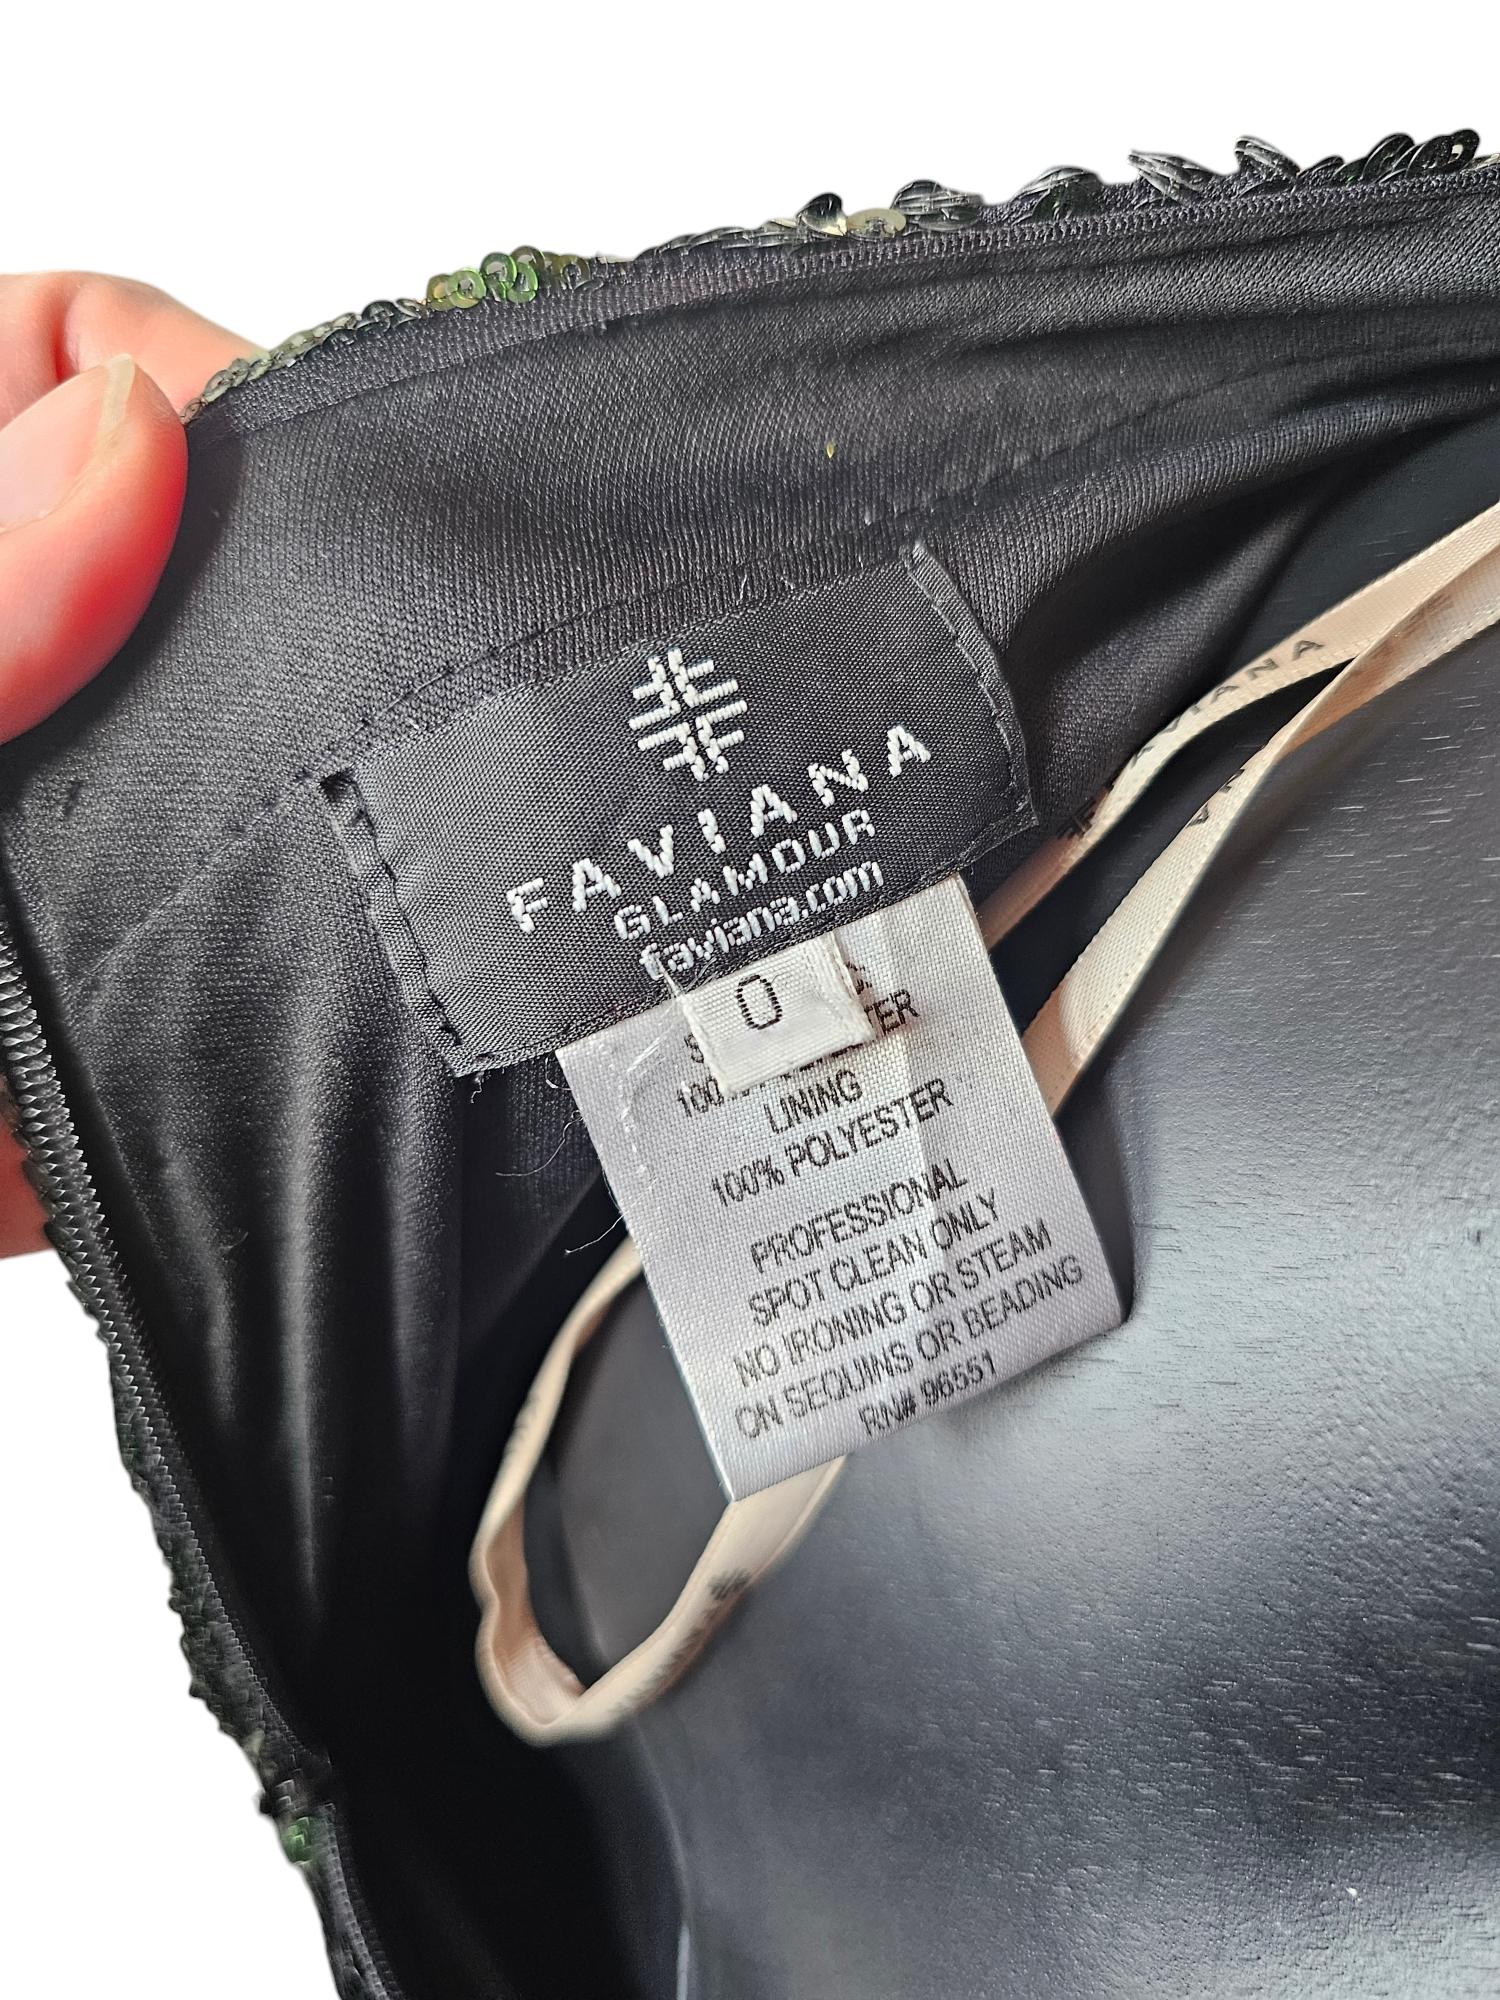 FAVIANA
GLAMOUR
faviana.com
0
LINING
100% POLYESTER
PROFESSIONAL
SPOT CLEAN ONLY
NO IRONING OR STEAM
ON SEQUINS OR BEADING
RN# 96551
FAVIANA